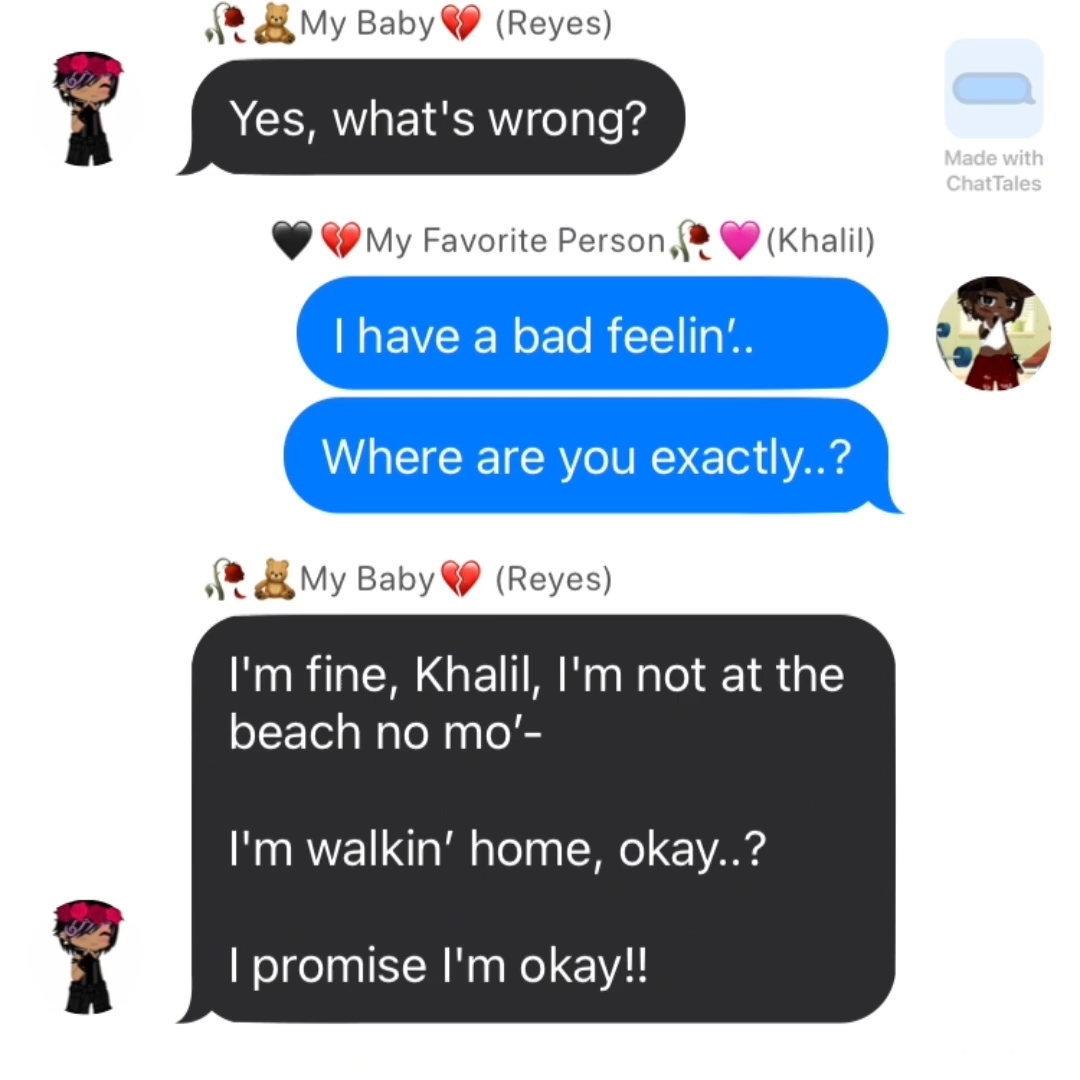 🥀🧸My Baby💔 (Reyes)
Yes, what's wrong?
Made with
ChatTales
🖤💔My Favorite Person🥀🩷(Khalil)
I have a bad feelin’..
Where are you exactly..?
🥀🧸My Baby💔 (Reyes)
I'm fine, Khalil, I'm not at the
beach no mo’-
I'm walkin’ home, okay..?
I promise I'm okay!!